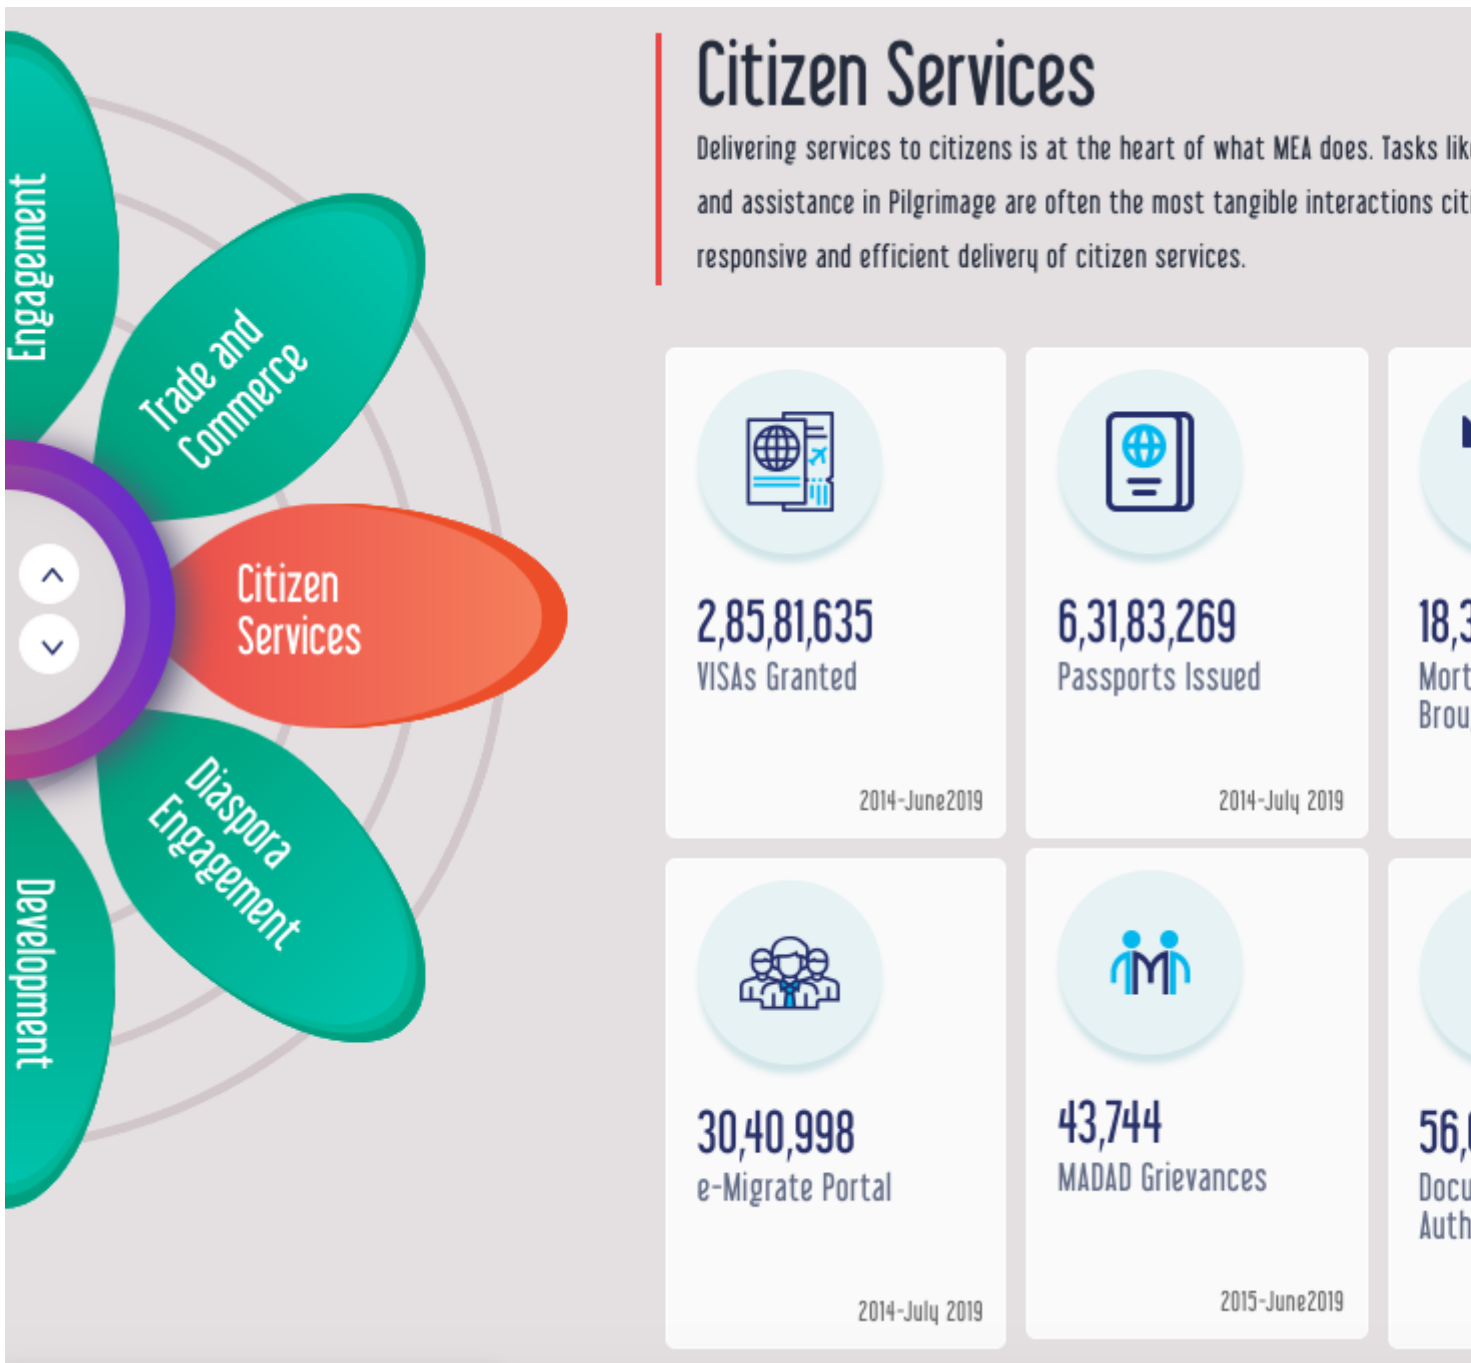 Engagement
Trade and
Commerce
Citizen
Services
Diaspora
Engagement
Development
Citizen Services
Delivering services to citizens is at the heart of what MEA does. Tasks
and assistance in Pilgrimage are often the most tangible interactions
responsive and efficient delivery of citizen services.
2,85,81,635
VISAs Granted
2014-June2019
6,31,83,269
Passports Issued
2014-July 2019
30,40,998
e-Migrate Portal
2014-July 2019
43,744
MADAD Grievances
2015-June2019